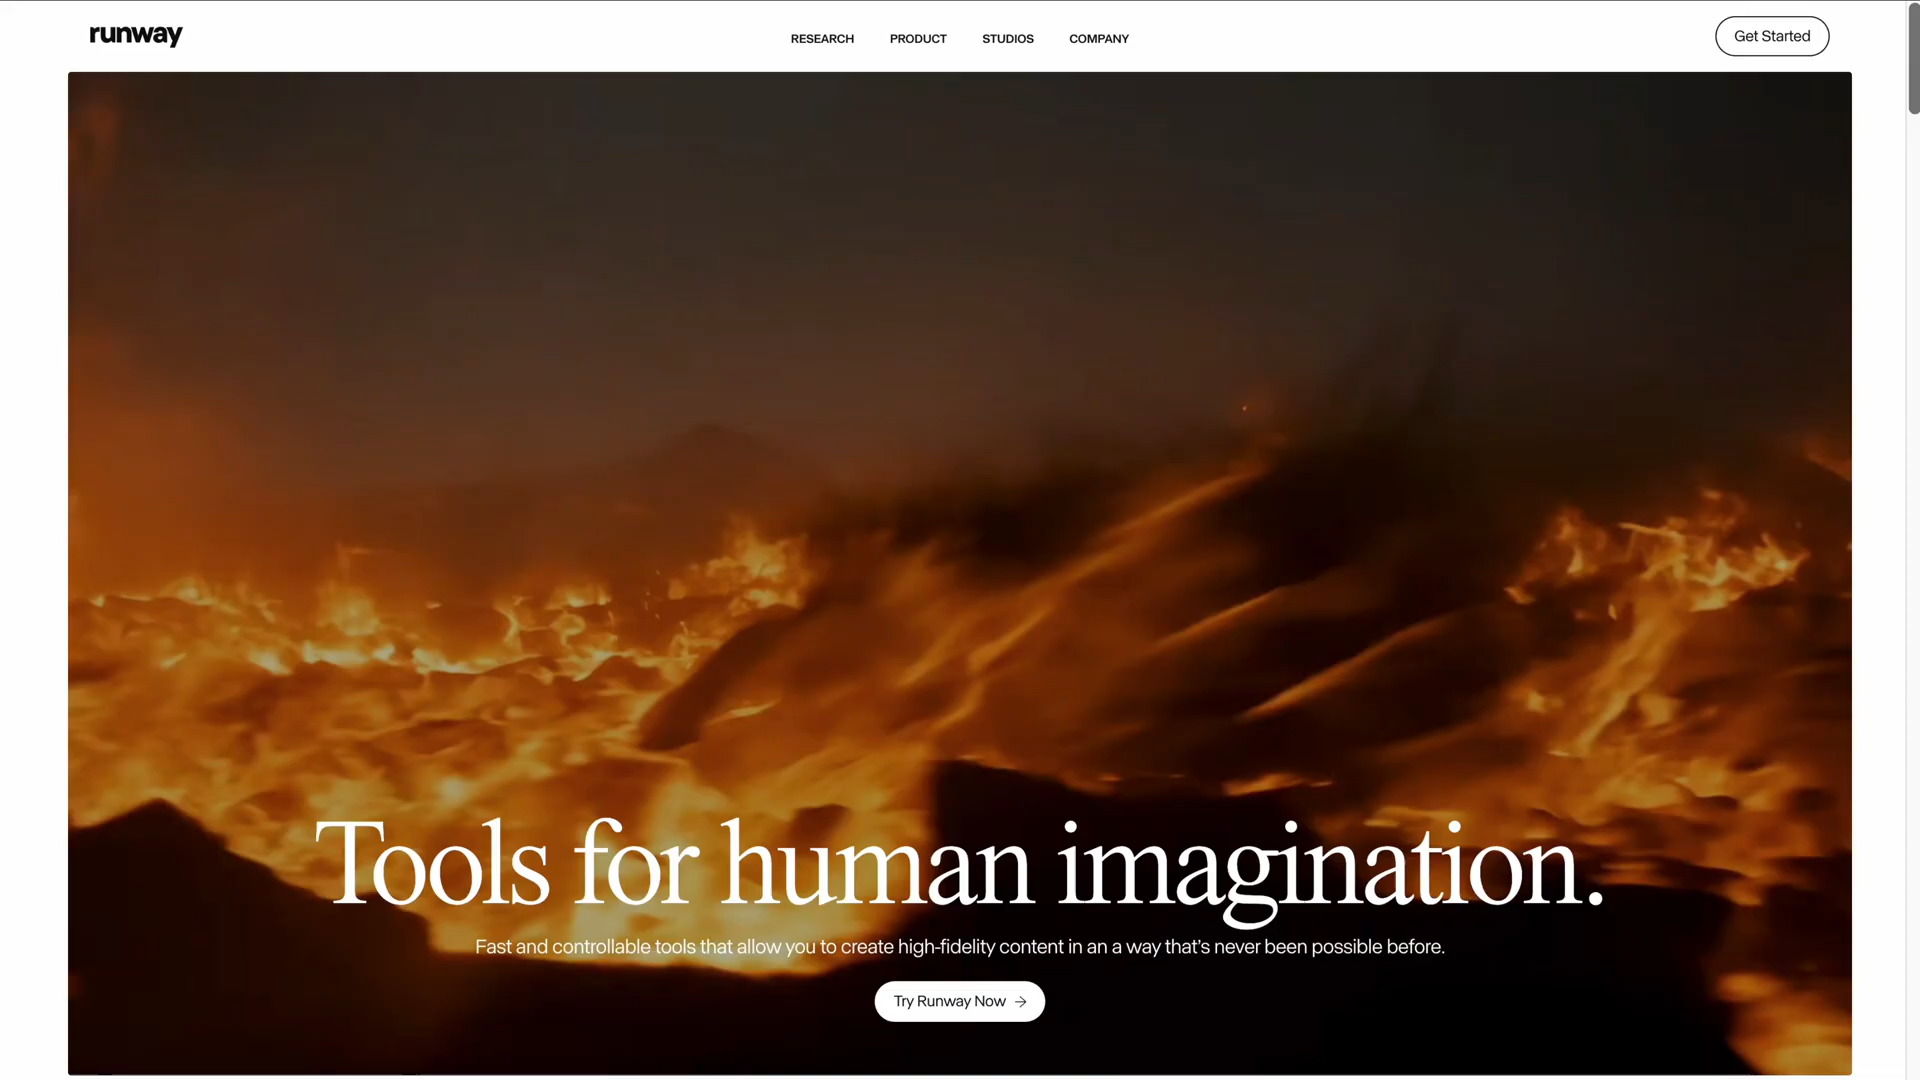 runway
RESEARCH
PRODUCT
STUDIOS
COMPANY
Get Started
Tools for human imagination.
Fast and controllable tools that allow you to create high-fidelity content in an a way that's never been possible before.
Try Runway Now →